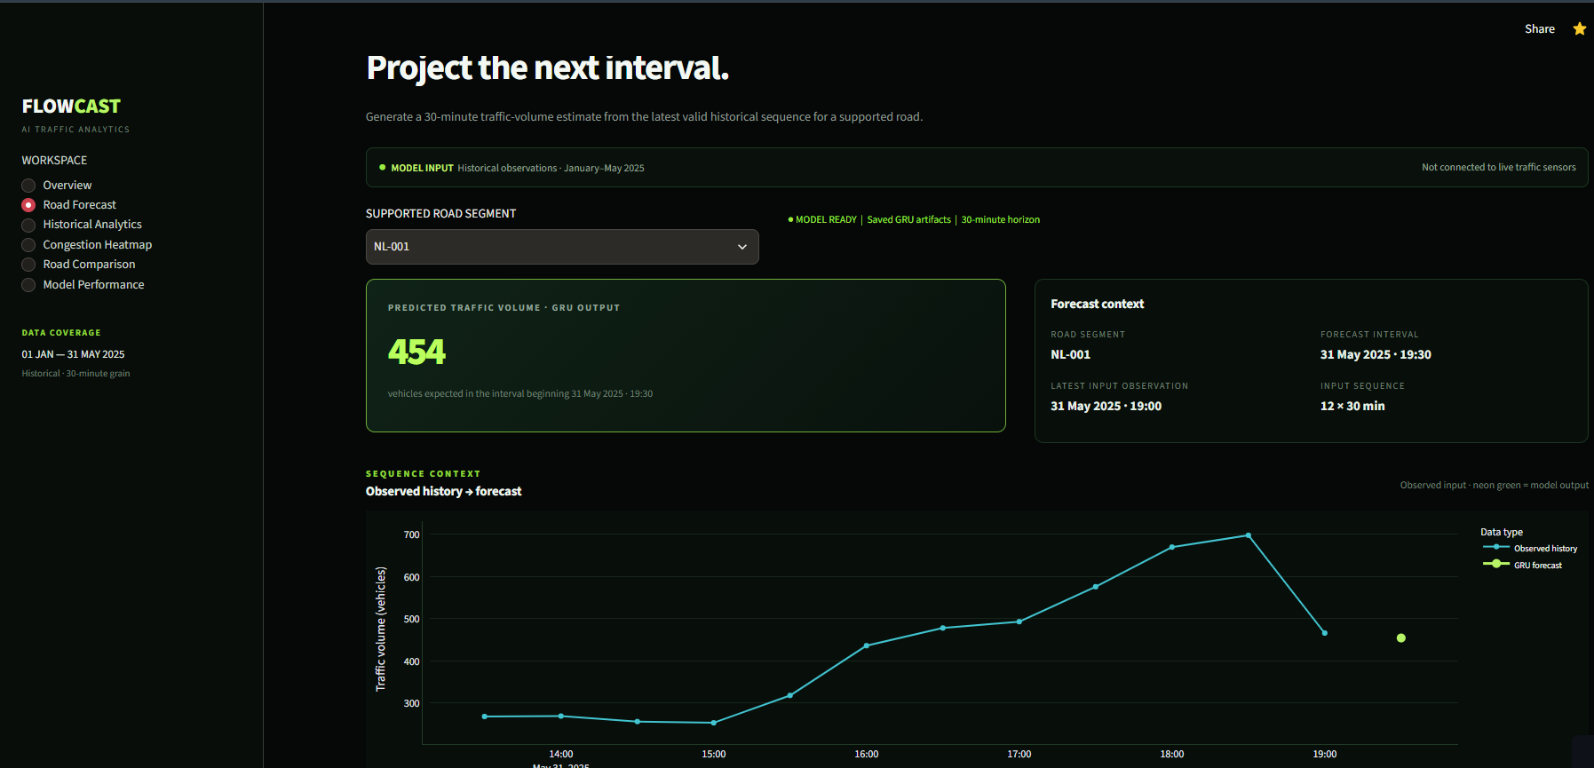 Share
FLOWCAST
AI TRAFFIC ANALYTICS
WORKSPACE
Overview
Road Forecast
Historical Analytics
Congestion Heatmap
Road Comparison
Model Performance
DATA COVERAGE
01 JAN — 31 MAY 2025
Historical · 30-minute grain
Project the next interval.
Generate a 30-minute traffic-volume estimate from the latest valid historical sequence for a supported road.
MODEL INPUT Historical observations · January–May 2025
Not connected to live traffic sensors
SUPPORTED ROAD SEGMENT
NL-001
MODEL READY | Saved GRU artifacts | 30-minute horizon
PREDICTED TRAFFIC VOLUME · GRU OUTPUT
454
vehicles expected in the interval beginning 31 May 2025 · 19:30
Forecast context
ROAD SEGMENT
NL-001
FORECAST INTERVAL
31 May 2025 · 19:30
LATEST INPUT OBSERVATION
31 May 2025 · 19:00
INPUT SEQUENCE
12 × 30 min
SEQUENCE CONTEXT
Observed history → forecast
Observed input · neon green = model output
Traffic volume (vehicles)
700
600
500
400
300
14:00
15:00
16:00
17:00
18:00
19:00
May 31, 2025
Data type
Observed history
GRU forecast